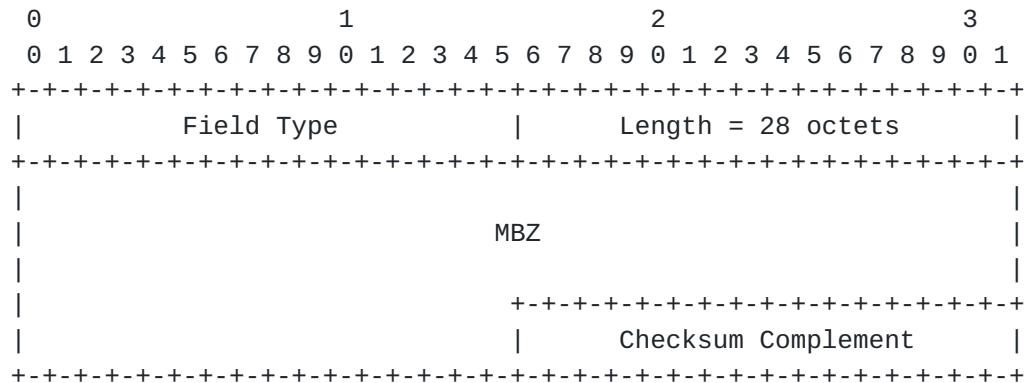 0                   1                   2                   3
 0 1 2 3 4 5 6 7 8 9 0 1 2 3 4 5 6 7 8 9 0 1 2 3 4 5 6 7 8 9 0 1
+-+-+-+-+-+-+-+-+-+-+-+-+-+-+-+-+-+-+-+-+-+-+-+-+-+-+-+-+-+-+-+-+
|          Field Type           |      Length = 28 octets       |
+-+-+-+-+-+-+-+-+-+-+-+-+-+-+-+-+-+-+-+-+-+-+-+-+-+-+-+-+-+-+-+-+
|                                                               |
|                              MBZ                              |
|                                                               |
|                               +-+-+-+-+-+-+-+-+-+-+-+-+-+-+-+-+
|                               |      Checksum Complement      |
+-+-+-+-+-+-+-+-+-+-+-+-+-+-+-+-+-+-+-+-+-+-+-+-+-+-+-+-+-+-+-+-+